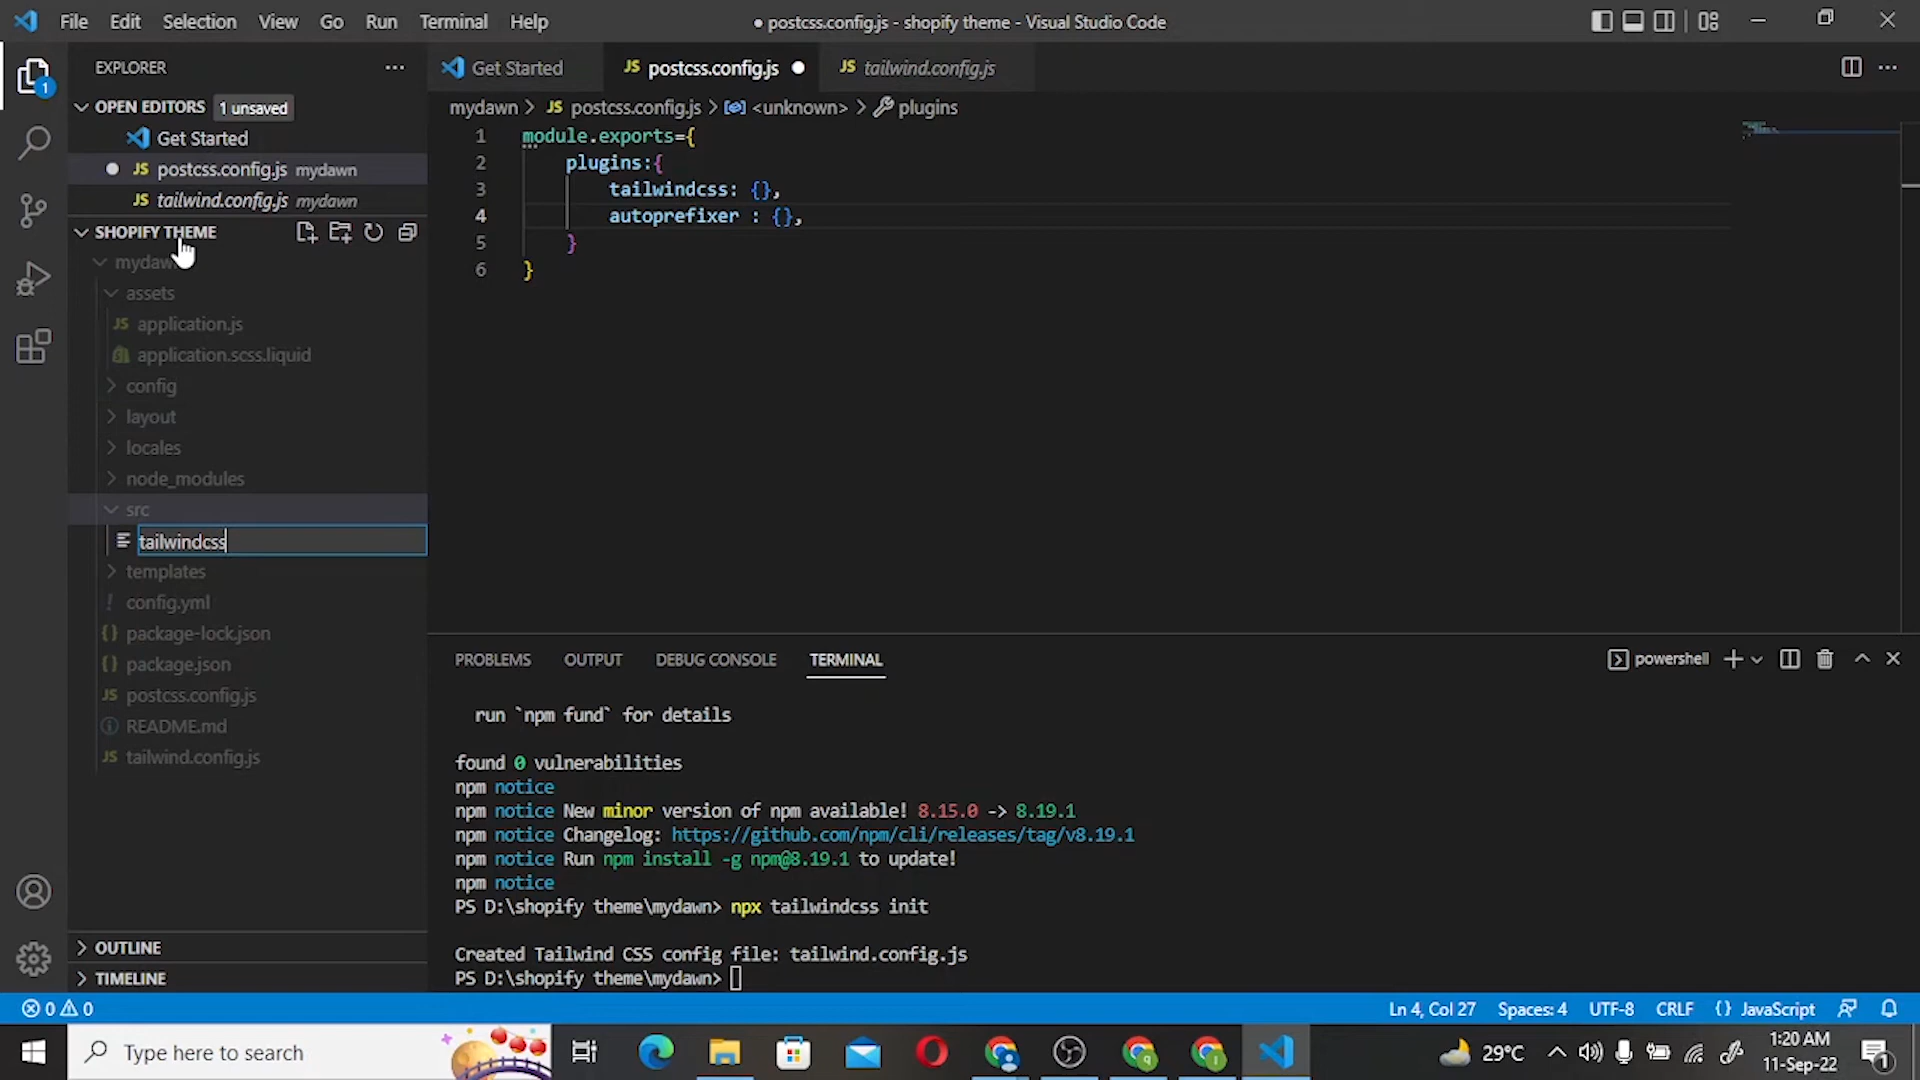 File Edit Selection View Go Run Terminal Help
● postcss.config.js - shopify theme - Visual Studio Code
EXPLORER
Get Started
JS postcss.config.js
JS tailwind.config.js
OPEN EDITORS 1 unsaved
mydawn > JS postcss.config.js > <unknown> > plugins
Get Started
JS postcss.config.js mydawn
JS tailwind.config.js mydawn
SHOPIFY THEME
mydawn
assets
JS application.js
application.scss.liquid
config
layout
locales
node_modules
src
tailwindcss
templates
! config.yml
{} package-lock.json
{} package.json
JS postcss.config.js
README.md
JS tailwind.config.js
OUTLINE
TIMELINE
1 module.exports={
2 plugins:{
3 tailwindcss: {},
4 autoprefixer : {},
5 }
6 }
PROBLEMS OUTPUT DEBUG CONSOLE TERMINAL
powershell
run `npm fund` for details
found 0 vulnerabilities
npm notice
npm notice New minor version of npm available! 8.15.0 -> 8.19.1
npm notice Changelog: https://github.com/npm/cli/releases/tag/v8.19.1
npm notice Run npm install -g npm@8.19.1 to update!
npm notice
PS D:\shopify theme\mydawn> npx tailwindcss init
Created Tailwind CSS config file: tailwind.config.js
PS D:\shopify theme\mydawn>
0 0
Ln 4, Col 27 Spaces: 4 UTF-8 CRLF {} JavaScript
Type here to search
29°C
1:20 AM
11-Sep-22
1